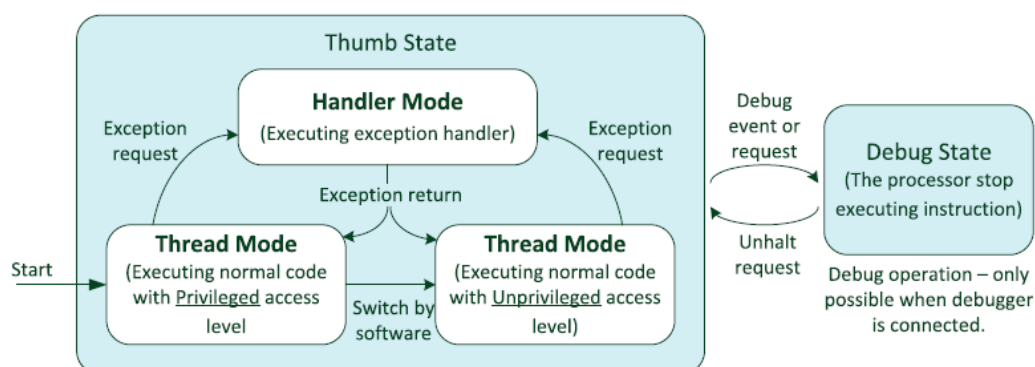 Thumb State
Handler Mode
(Executing exception handler)
Exception
request
Exception
request
Exception return
Start
Thread Mode
(Executing normal code
with Privileged access
level
Switch by
software
Thread Mode
(Executing normal code
with Unprivileged access
level)
Debug
event or
request
Unhalt
request
Debug State
(The processor stop
executing instruction)
Debug operation – only
possible when debugger
is connected.